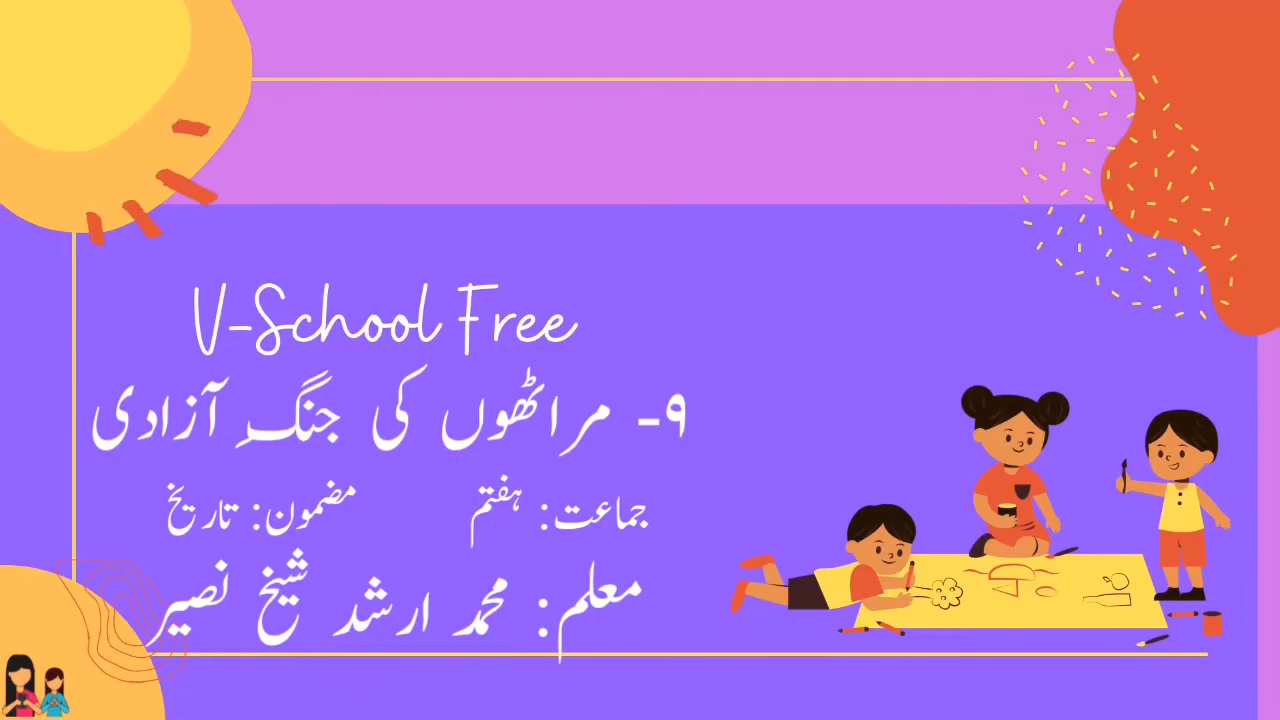 V-School Free
۹- مراٹھوں کی جنگِ آزادی
جماعت: ہفتم مضمون: تاریخ
معلم: محمد ارشد شیخ نصیر